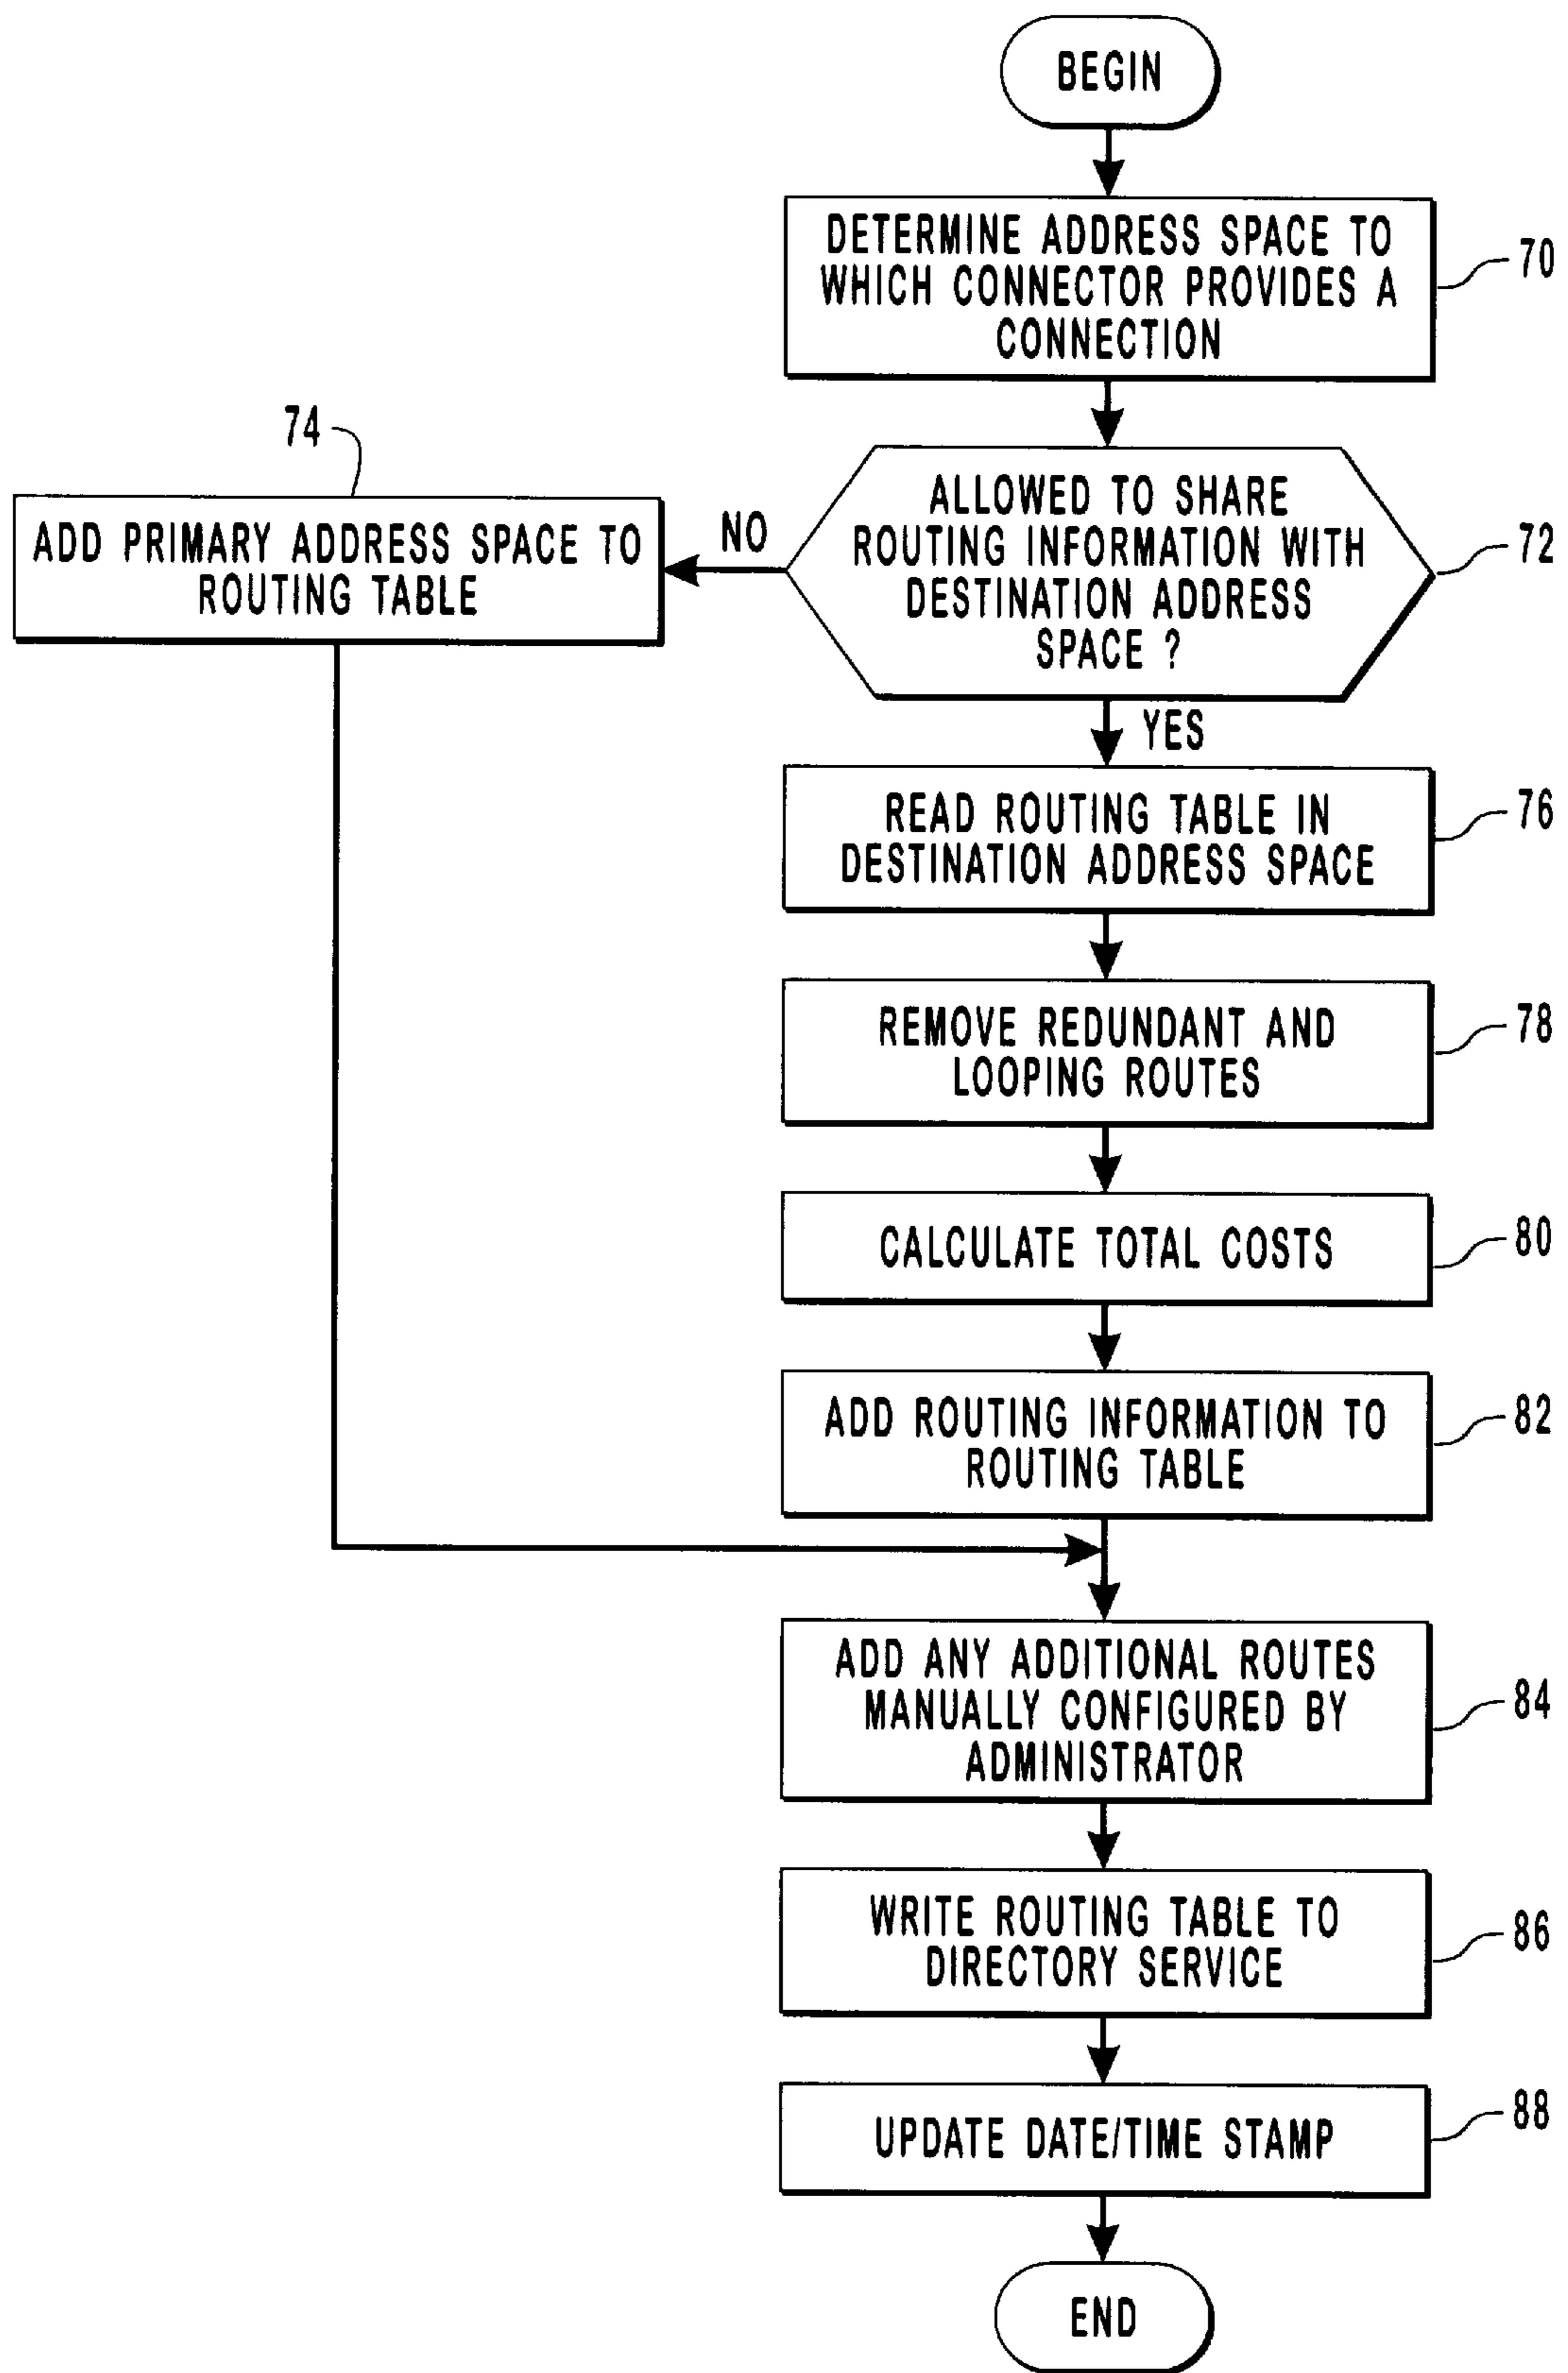 BEGIN
DETERMINE ADDRESS SPACE TO
WHICH CONNECTOR PROVIDES A
CONNECTION
70
ALLOWED TO SHARE
ROUTING INFORMATION WITH
DESTINATION ADDRESS
SPACE ?
72
NO
74
ADD PRIMARY ADDRESS SPACE TO
ROUTING TABLE
YES
READ ROUTING TABLE IN
DESTINATION ADDRESS SPACE
76
REMOVE REDUNDANT AND
LOOPING ROUTES
78
CALCULATE TOTAL COSTS
80
ADD ROUTING INFORMATION TO
ROUTING TABLE
82
ADD ANY ADDITIONAL ROUTES
MANUALLY CONFIGURED BY
ADMINISTRATOR
84
WRITE ROUTING TABLE TO
DIRECTORY SERVICE
86
UPDATE DATE/TIME STAMP
88
END